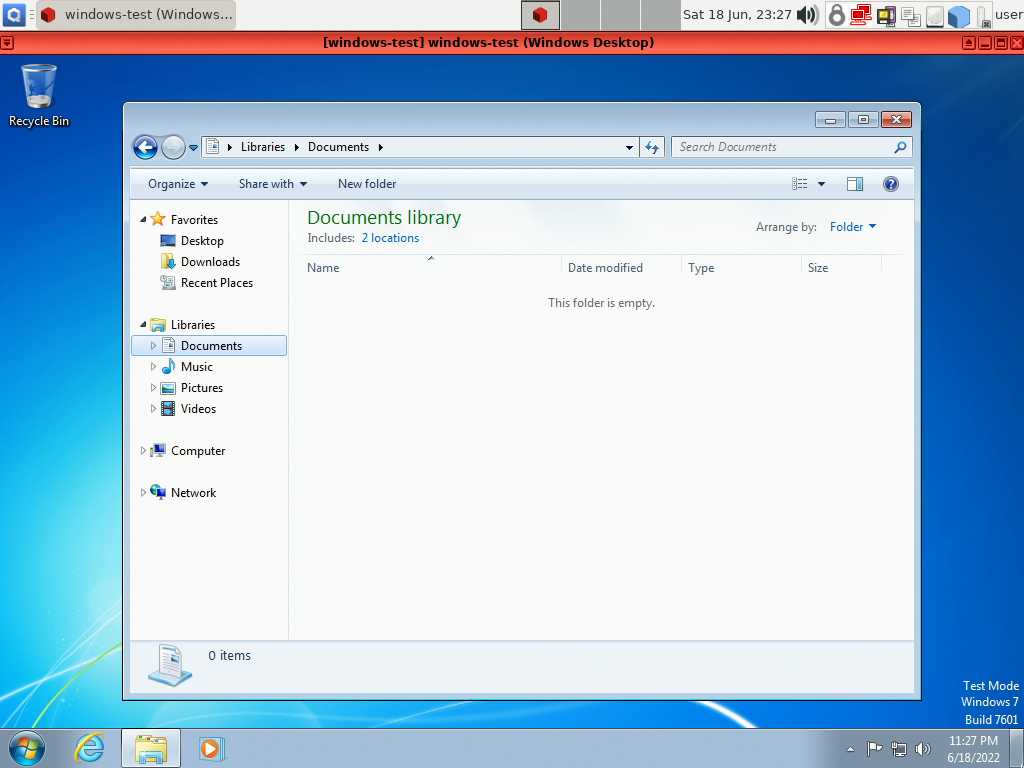 windows-test (Windows...
Sat 18 Jun, 23:27
user
[windows-test] windows-test (Windows Desktop)
Recycle Bin
Libraries
Documents
Search Documents
Organize
Share with
New folder
Favorites
Desktop
Downloads
Recent Places
Libraries
Documents
Music
Pictures
Videos
Computer
Network
Documents library
Includes: 2 locations
Arrange by: Folder
Name
Date modified
Type
Size
This folder is empty.
0 items
Test Mode
Windows 7
Build 7601
11:27 PM
6/18/2022